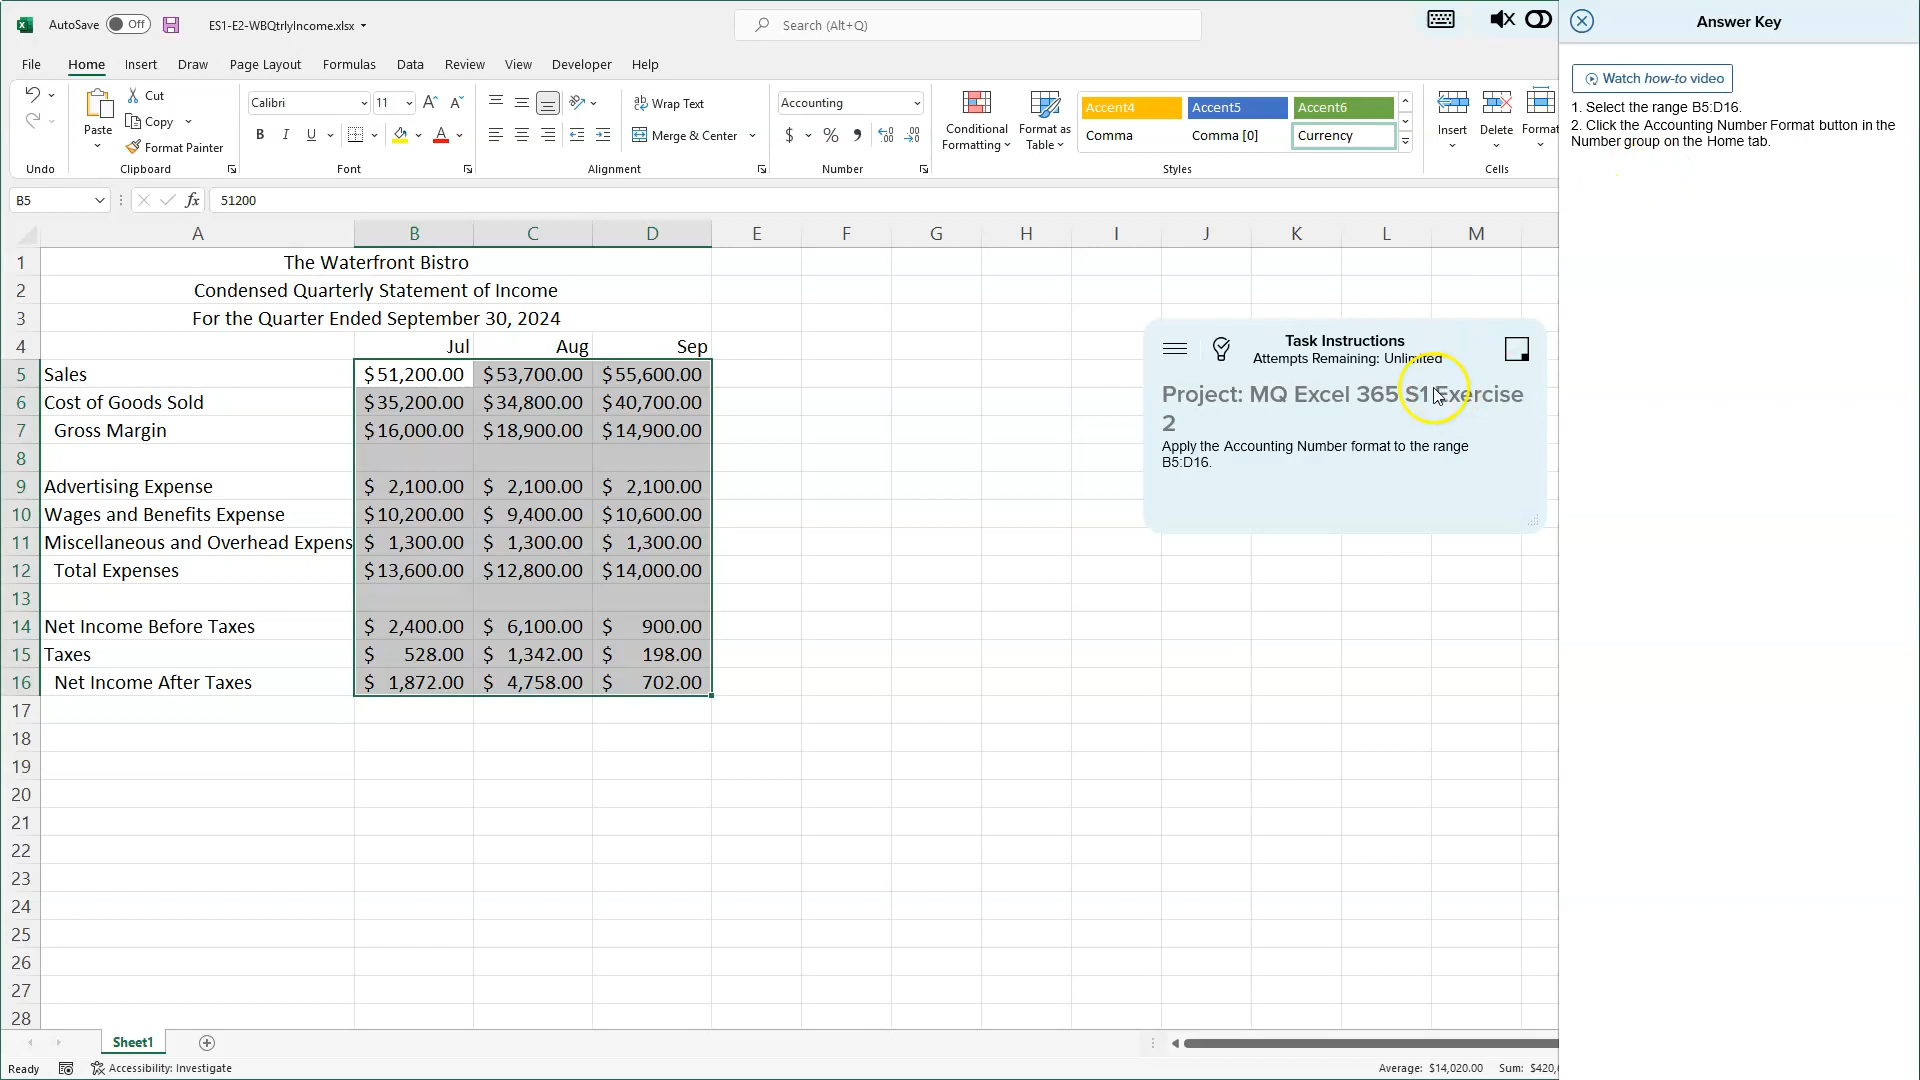 AutoSave Off ES1-E2-WBQtrlyIncome.xlsx Search (Alt+Q)
File Home Insert Draw Page Layout Formulas Data Review View Developer Help
Cut
Copy
Format Painter
Paste
Calibri 11
B I U A
Wrap Text
Merge & Center
Accounting
$ % 9
Conditional Formatting
Format as Table
Accent4 Accent5 Accent6
Comma Comma [0] Currency
Insert Delete Format
Undo Clipboard Font Alignment Number Styles Cells
B5 fx 51200
A B C D E F G H I J K L M
1 The Waterfront Bistro
2 Condensed Quarterly Statement of Income
3 For the Quarter Ended September 30, 2024
4 Jul Aug Sep
5 Sales $51,200.00 $53,700.00 $55,600.00
6 Cost of Goods Sold $35,200.00 $34,800.00 $40,700.00
7 Gross Margin $16,000.00 $18,900.00 $14,900.00
8
9 Advertising Expense $ 2,100.00 $ 2,100.00 $ 2,100.00
10 Wages and Benefits Expense $10,200.00 $ 9,400.00 $10,600.00
11 Miscellaneous and Overhead Expens $ 1,300.00 $ 1,300.00 $ 1,300.00
12 Total Expenses $13,600.00 $12,800.00 $14,000.00
13
14 Net Income Before Taxes $ 2,400.00 $ 6,100.00 $ 900.00
15 Taxes $ 528.00 $ 1,342.00 $ 198.00
16 Net Income After Taxes $ 1,872.00 $ 4,758.00 $ 702.00
17
18
19
20
21
22
23
24
25
26
27
28
Sheet1
Ready Accessibility: Investigate Average: $14,020.00 Sum: $420,
Task Instructions
Attempts Remaining: Unlimited
Project: MQ Excel 365 S1 Exercise
2
Apply the Accounting Number format to the range
B5:D16.
Answer Key
Watch how-to video
1. Select the range B5:D16.
2. Click the Accounting Number Format button in the
Number group on the Home tab.